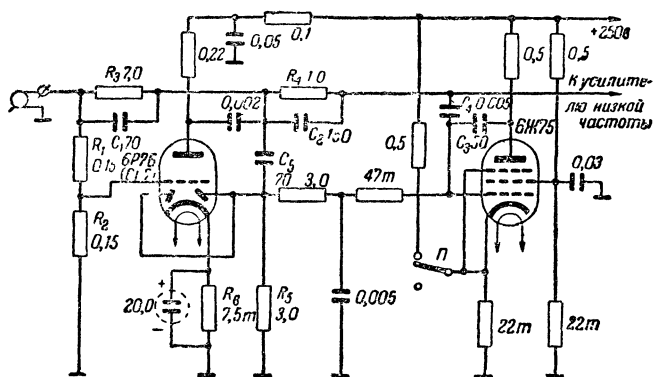 0,1
+250в
0,05
0,22
0,5
0,5
R₃ 7,0
R₄ 1,0
К усилите-
лю низкой
частоты
0,002
C₂ 100
C₁ 70
C₄ 0,005
C₃ 50
6Ж7Б
R₁
0,15
6Р7Б
C₅
70
3,0
47т
0,5
0,03
R₂
0,15
П
+
20,0
−
R₆
7,5т
R₅
3,0
0,005
22т
22т